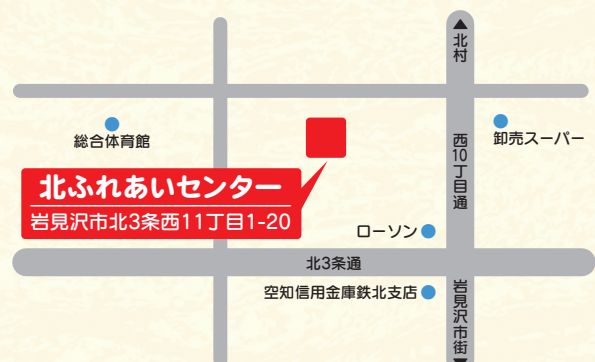 ▲北村
総合体育館
卸売スーパー
西10丁目通
北ふれあいセンター
岩見沢市北3条西11丁目1-20
ローソン
北3条通
空知信用金庫鉄北支店
岩見沢市街▼